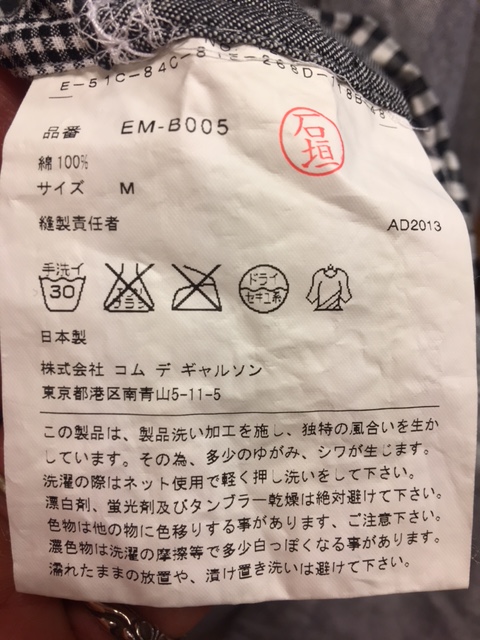 品番 EM-B005
石垣
綿100%
サイズ M
縫製責任者
AD2013
手洗イ
30
エンソ
サラシ
ドライ
セキユ系
日本製
株式会社 コム デ ギャルソン
東京都港区南青山5-11-5
この製品は、製品洗い加工を施し、独特の風合いを生か
しています。その為、多少のゆがみ、シワが生じます。
洗濯の際はネット使用で軽く押し洗いをして下さい。
漂白剤、蛍光剤及びタンブラー乾燥は絶対避けて下さい。
色物は他の物に色移りする事があります、ご注意下さい。
濃色物は洗濯の摩擦等で多少白っぽくなる事があります。
濡れたままの放置や、漬け置き洗いは避けて下さい。